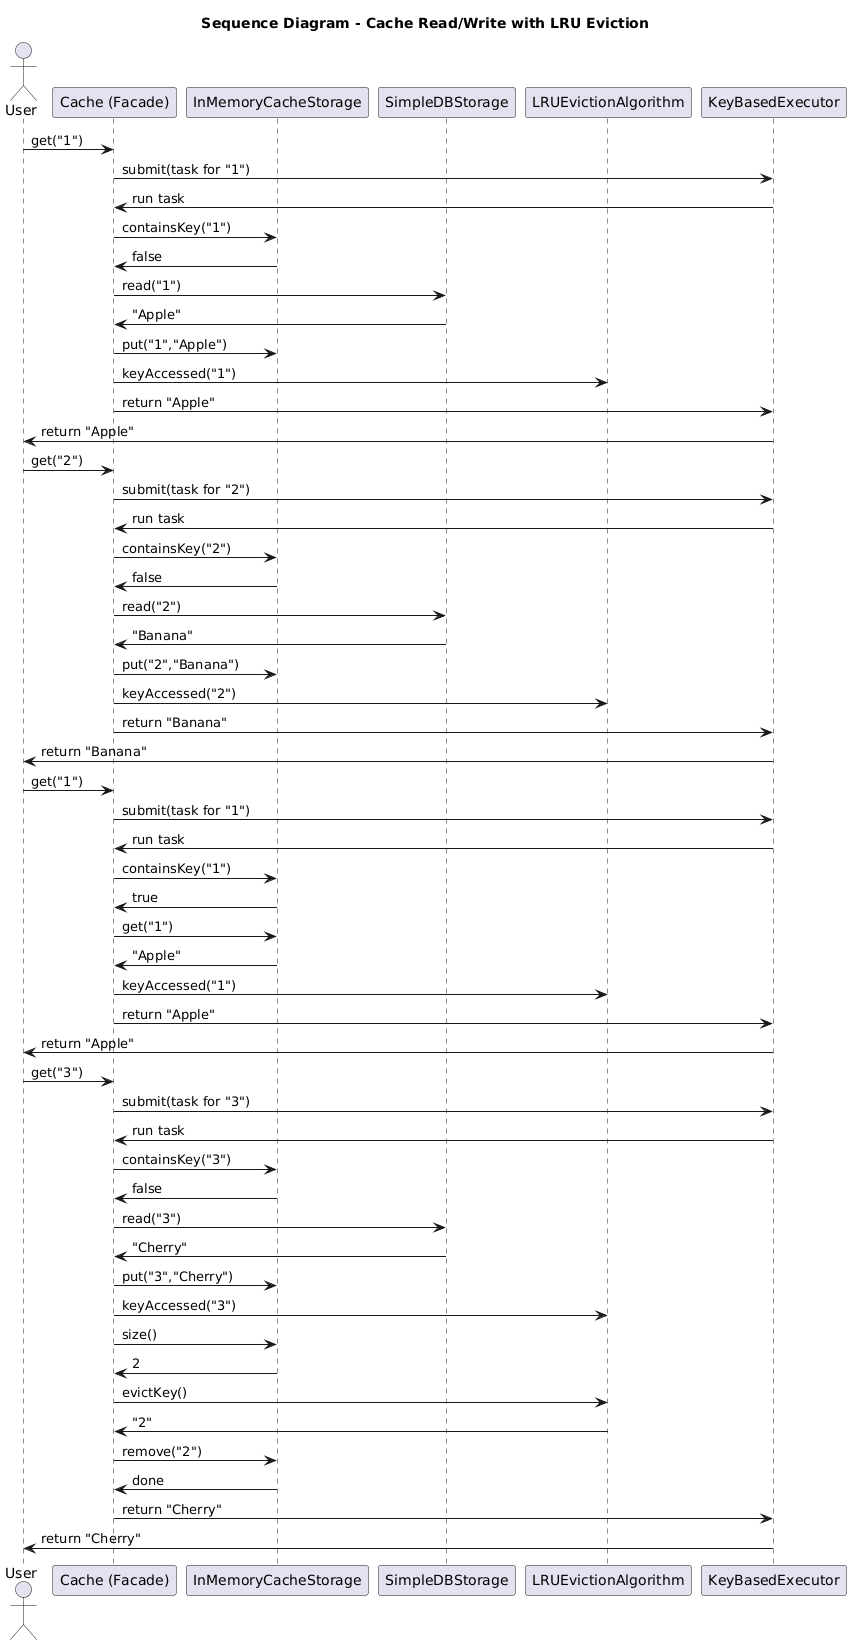 Sequence Diagram - Cache Read/Write with LRU Eviction
User
Cache (Facade)
InMemoryCacheStorage
SimpleDBStorage
LRUEvictionAlgorithm
KeyBasedExecutor
get("1")
submit(task for "1")
run task
containsKey("1")
false
read("1")
"Apple"
put("1","Apple")
keyAccessed("1")
return "Apple"
return "Apple"
get("2")
submit(task for "2")
run task
containsKey("2")
false
read("2")
"Banana"
put("2","Banana")
keyAccessed("2")
return "Banana"
return "Banana"
get("1")
submit(task for "1")
run task
containsKey("1")
true
get("1")
"Apple"
keyAccessed("1")
return "Apple"
return "Apple"
get("3")
submit(task for "3")
run task
containsKey("3")
false
read("3")
"Cherry"
put("3","Cherry")
keyAccessed("3")
size()
2
evictKey()
"2"
remove("2")
done
return "Cherry"
return "Cherry"
User
Cache (Facade)
InMemoryCacheStorage
SimpleDBStorage
LRUEvictionAlgorithm
KeyBasedExecutor